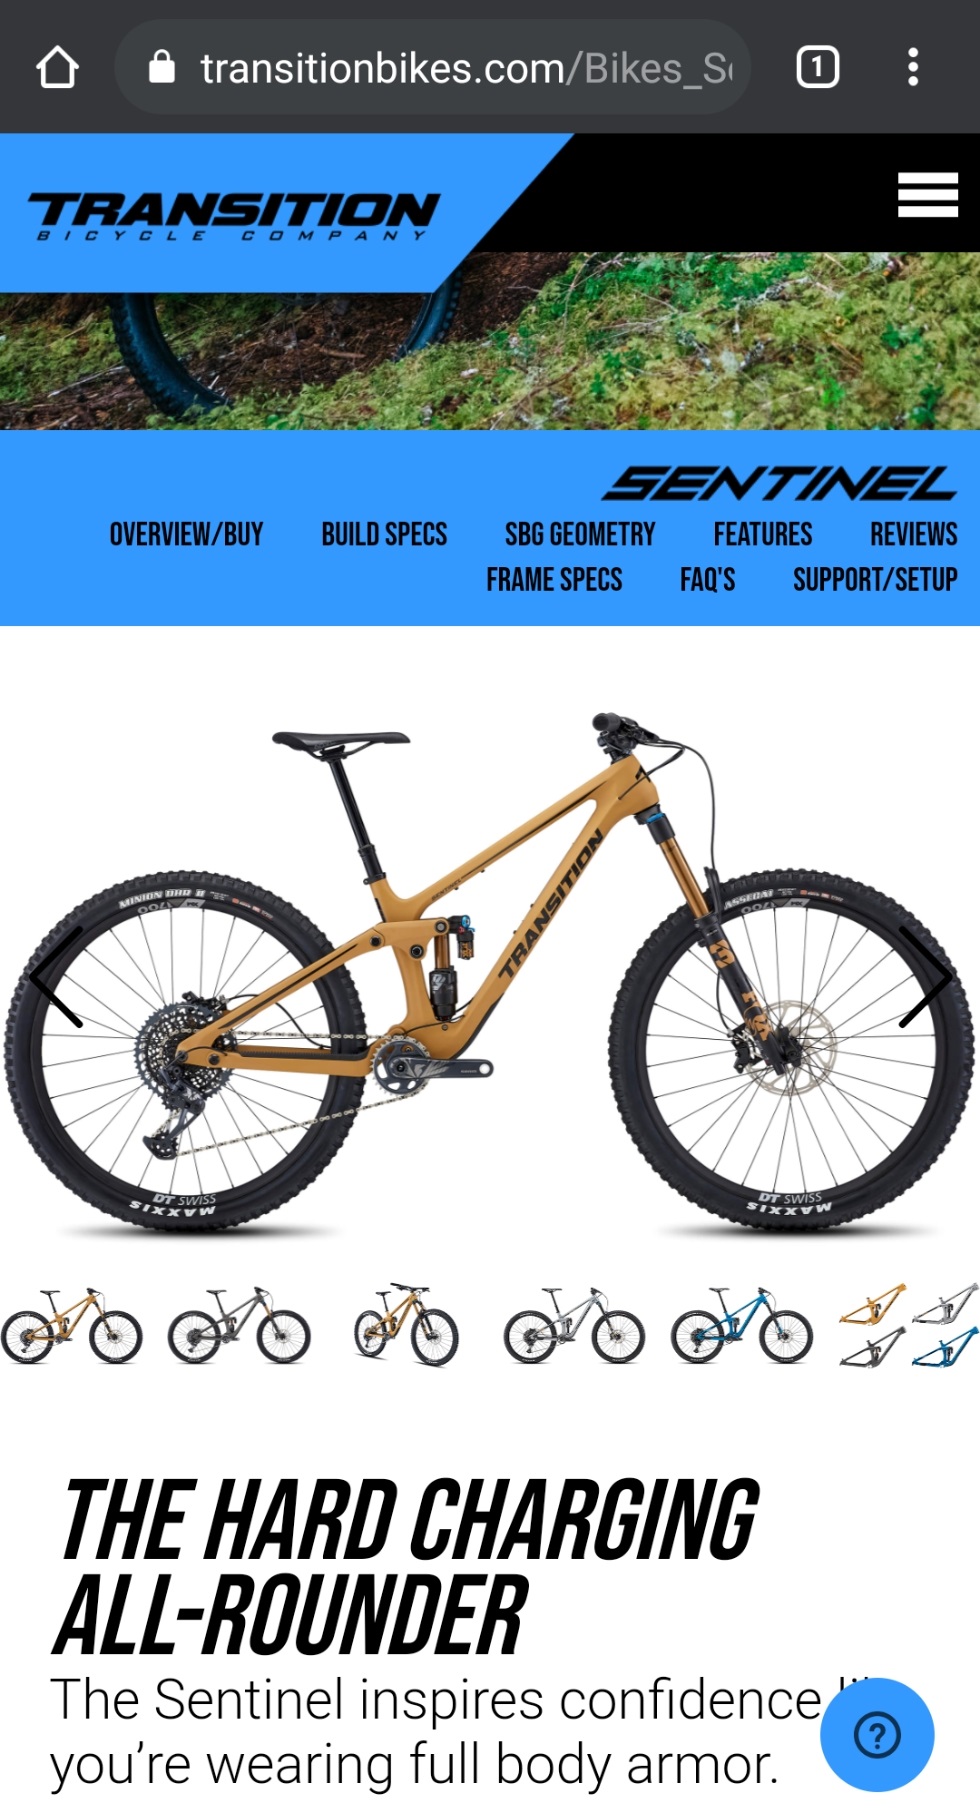 transitionbikes.com/Bikes_S
1
TRANSITION
BICYCLE COMPANY
SENTINEL
OVERVIEW/BUY BUILD SPECS SBG GEOMETRY FEATURES REVIEWS
FRAME SPECS FAQ'S SUPPORT/SETUP
MINION DHR II
ASSEGAI
TRANSITION
FOX
DT SWISS
MAXXIS
DT SWISS
MAXXIS
THE HARD CHARGING
ALL-ROUNDER
The Sentinel inspires confidence
you're wearing full body armor.
?